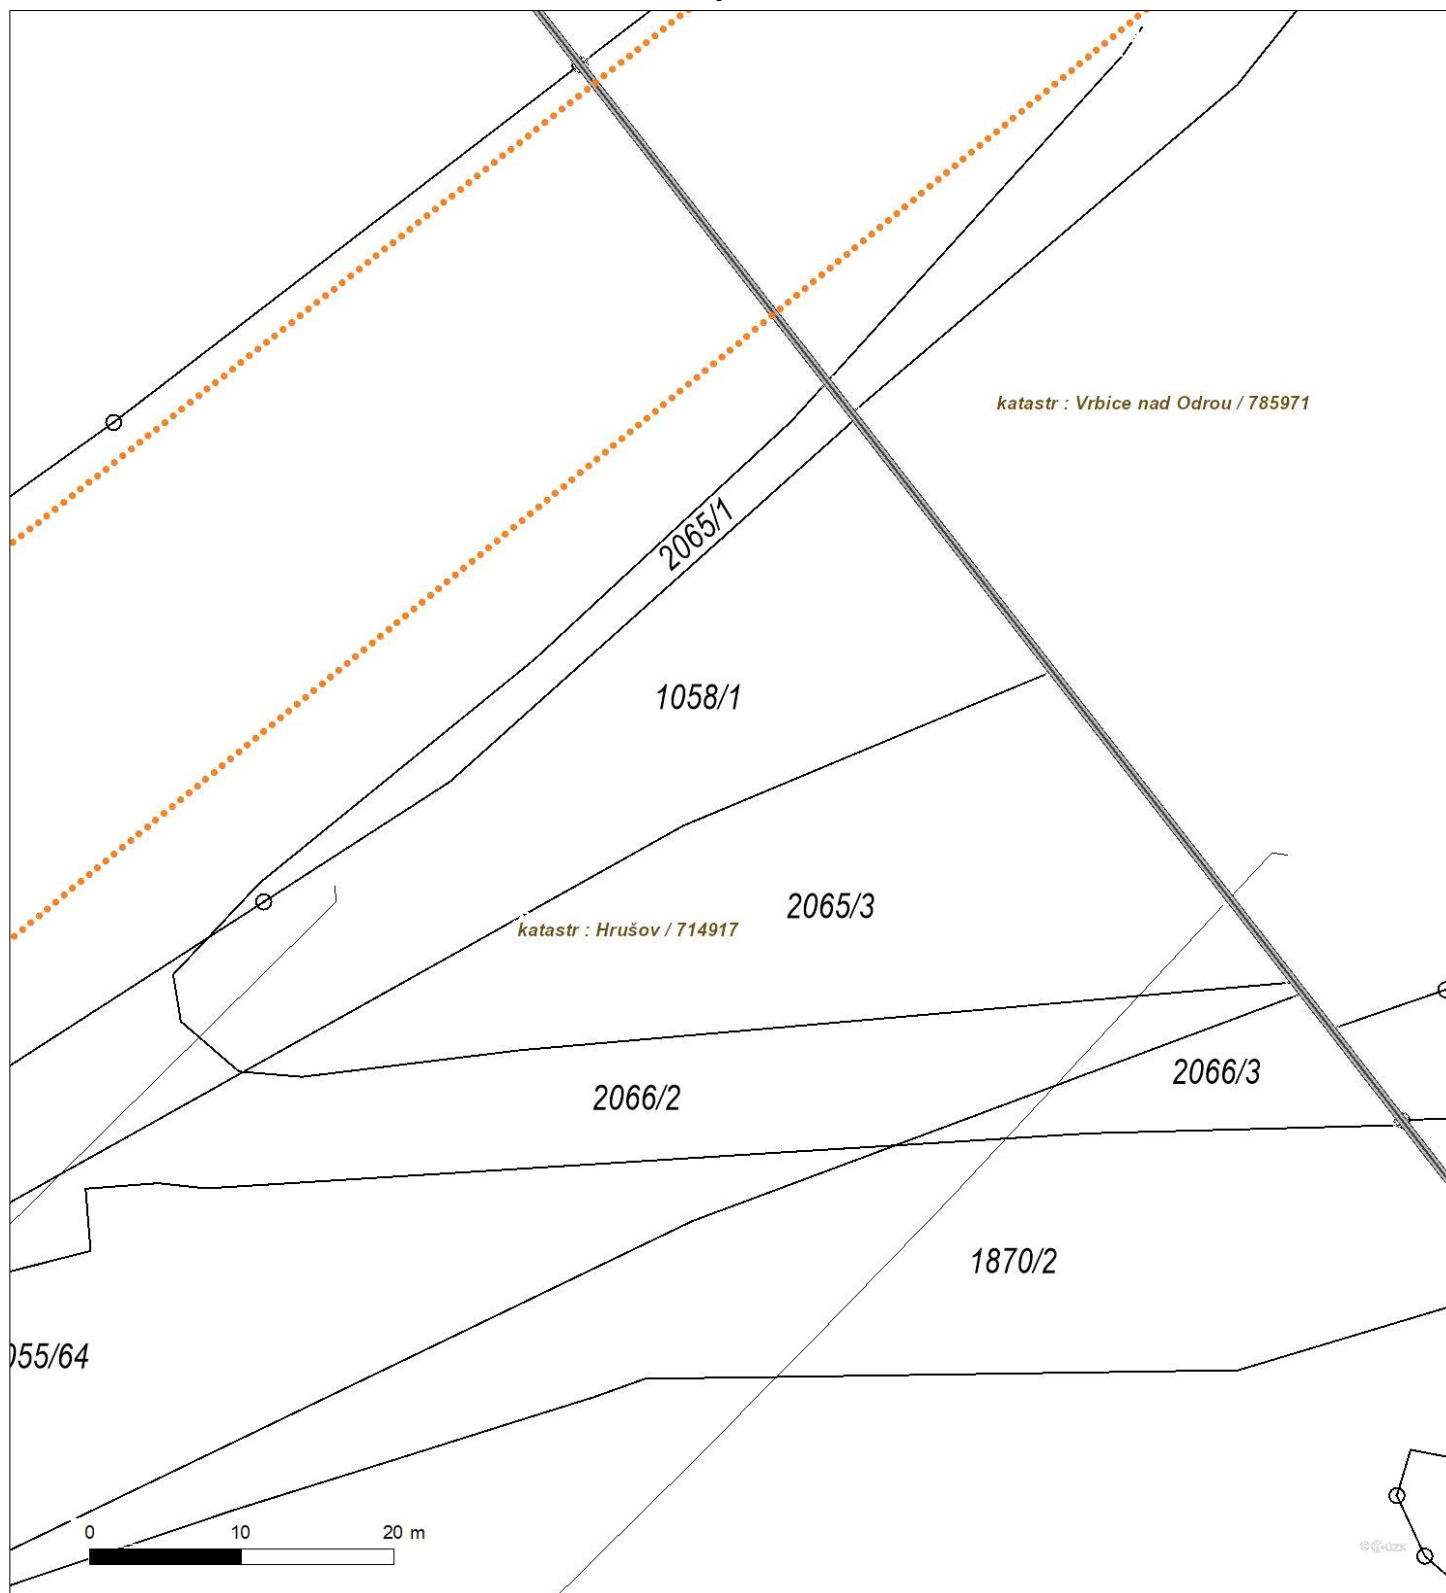 katastr : Vrbice nad Odrou / 785971
2065/1
1058/1
2065/3
katastr : Hrušov / 714917
2066/3
2066/2
1870/2
055/64
0 10 20 m
© ČÚZK